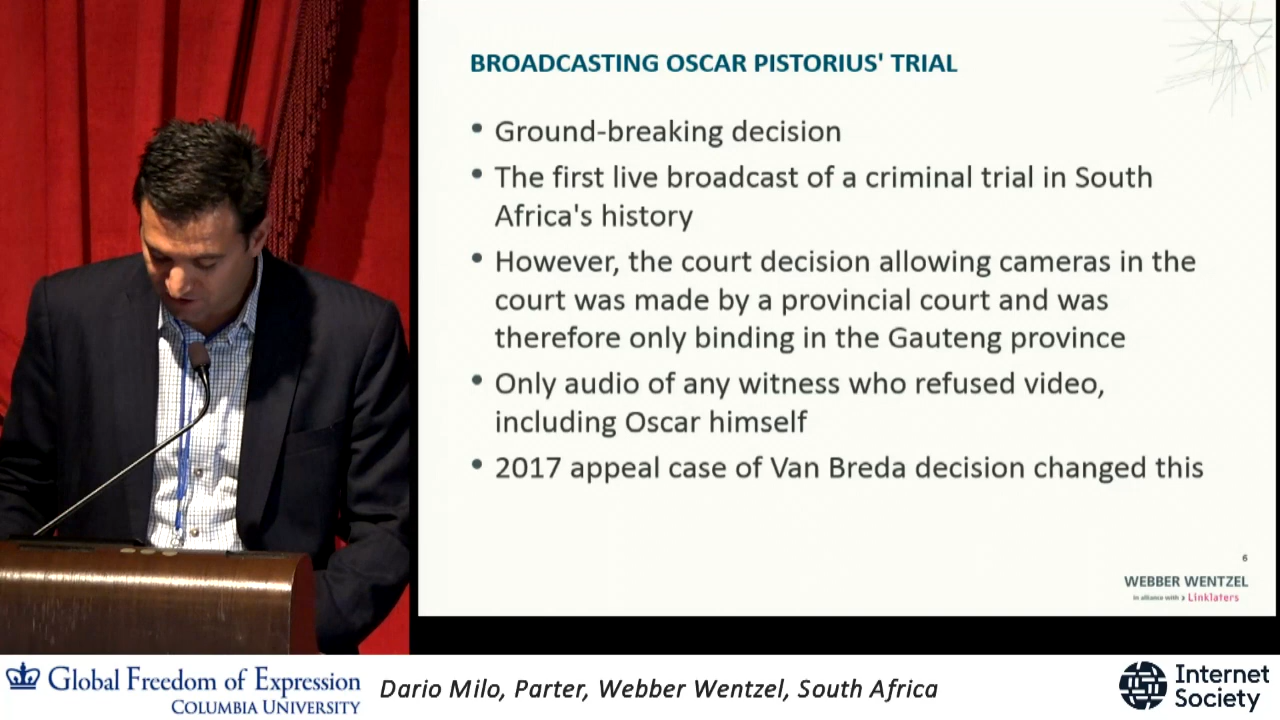 BROADCASTING OSCAR PISTORIUS' TRIAL
• Ground-breaking decision
• The first live broadcast of a criminal trial in South
Africa's history
• However, the court decision allowing cameras in the
court was made by a provincial court and was
therefore only binding in the Gauteng province
• Only audio of any witness who refused video,
including Oscar himself
• 2017 appeal case of Van Breda decision changed this
6
WEBBER WENTZEL
in alliance with > Linklaters
Global Freedom of Expression
COLUMBIA UNIVERSITY
Dario Milo, Parter, Webber Wentzel, South Africa
Internet
Society